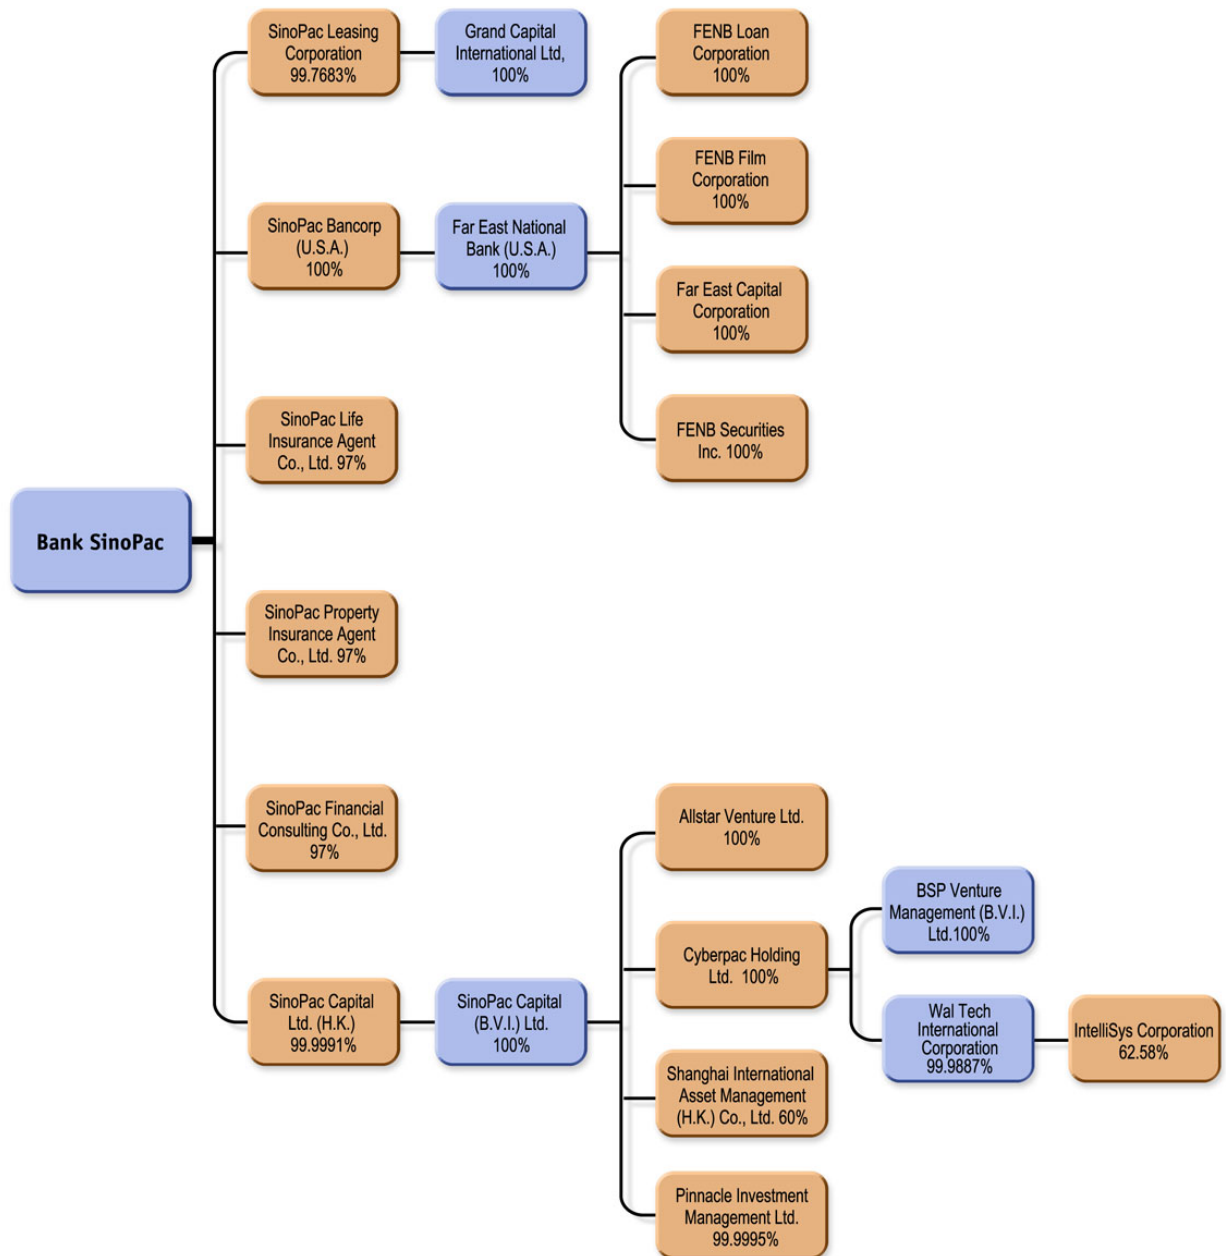 SinoPac Leasing
Corporation
99.7683%
Grand Capital
International Ltd,
100%
FENB Loan
Corporation
100%
FENB Film
Corporation
100%
SinoPac Bancorp
(U.S.A.)
100%
Far East National
Bank (U.S.A.)
100%
Far East Capital
Corporation
100%
FENB Securities
Inc. 100%
SinoPac Life
Insurance Agent
Co., Ltd. 97%
Bank SinoPac
SinoPac Property
Insurance Agent
Co., Ltd. 97%
SinoPac Financial
Consulting Co., Ltd.
97%
SinoPac Capital
Ltd. (H.K.)
99.9991%
SinoPac Capital
(B.V.I.) Ltd.
100%
Allstar Venture Ltd.
100%
Cyberpac Holding
Ltd. 100%
BSP Venture
Management (B.V.I.)
Ltd.100%
Wal Tech
International
Corporation
99.9887%
IntelliSys Corporation
62.58%
Shanghai International
Asset Management
(H.K.) Co., Ltd. 60%
Pinnacle Investment
Management Ltd.
99.9995%